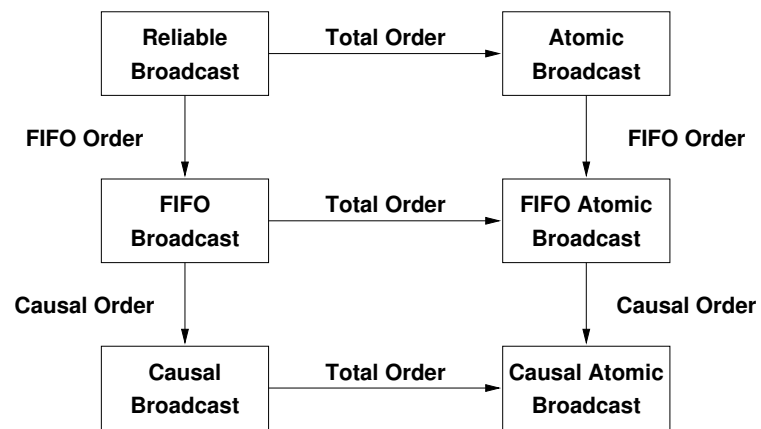 Reliable
Broadcast
Total Order
Atomic
Broadcast
FIFO Order
FIFO Order
FIFO
Broadcast
Total Order
FIFO Atomic
Broadcast
Causal Order
Causal Order
Causal
Broadcast
Total Order
Causal Atomic
Broadcast